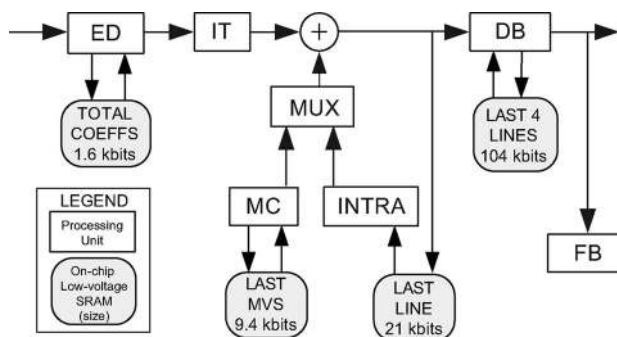 ED
IT
+
DB
TOTAL
COEFFS
1.6 kbits
MUX
LAST 4
LINES
104 kbits
LEGEND
Processing
Unit
On-chip
Low-voltage
SRAM
(size)
MC
INTRA
FB
LAST
MVS
9.4 kbits
LAST
LINE
21 kbits